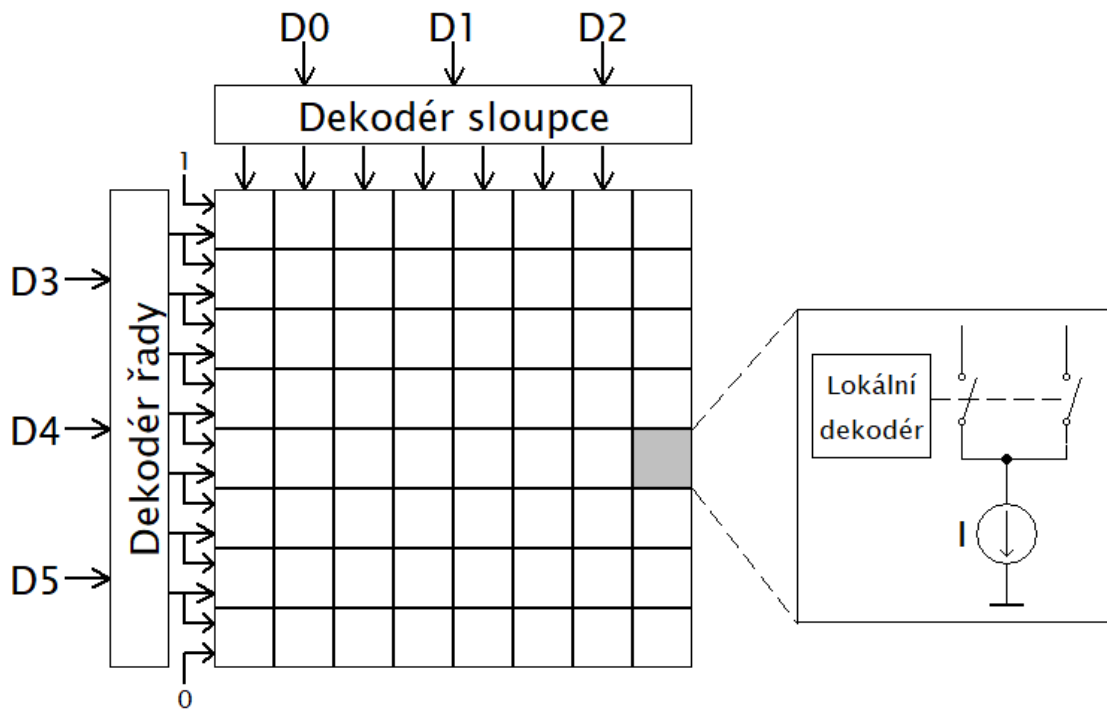 D0 D1 D2
Dekodér sloupce
1
D3
D4
D5
Dekodér řady
0
Lokální
dekodér
I